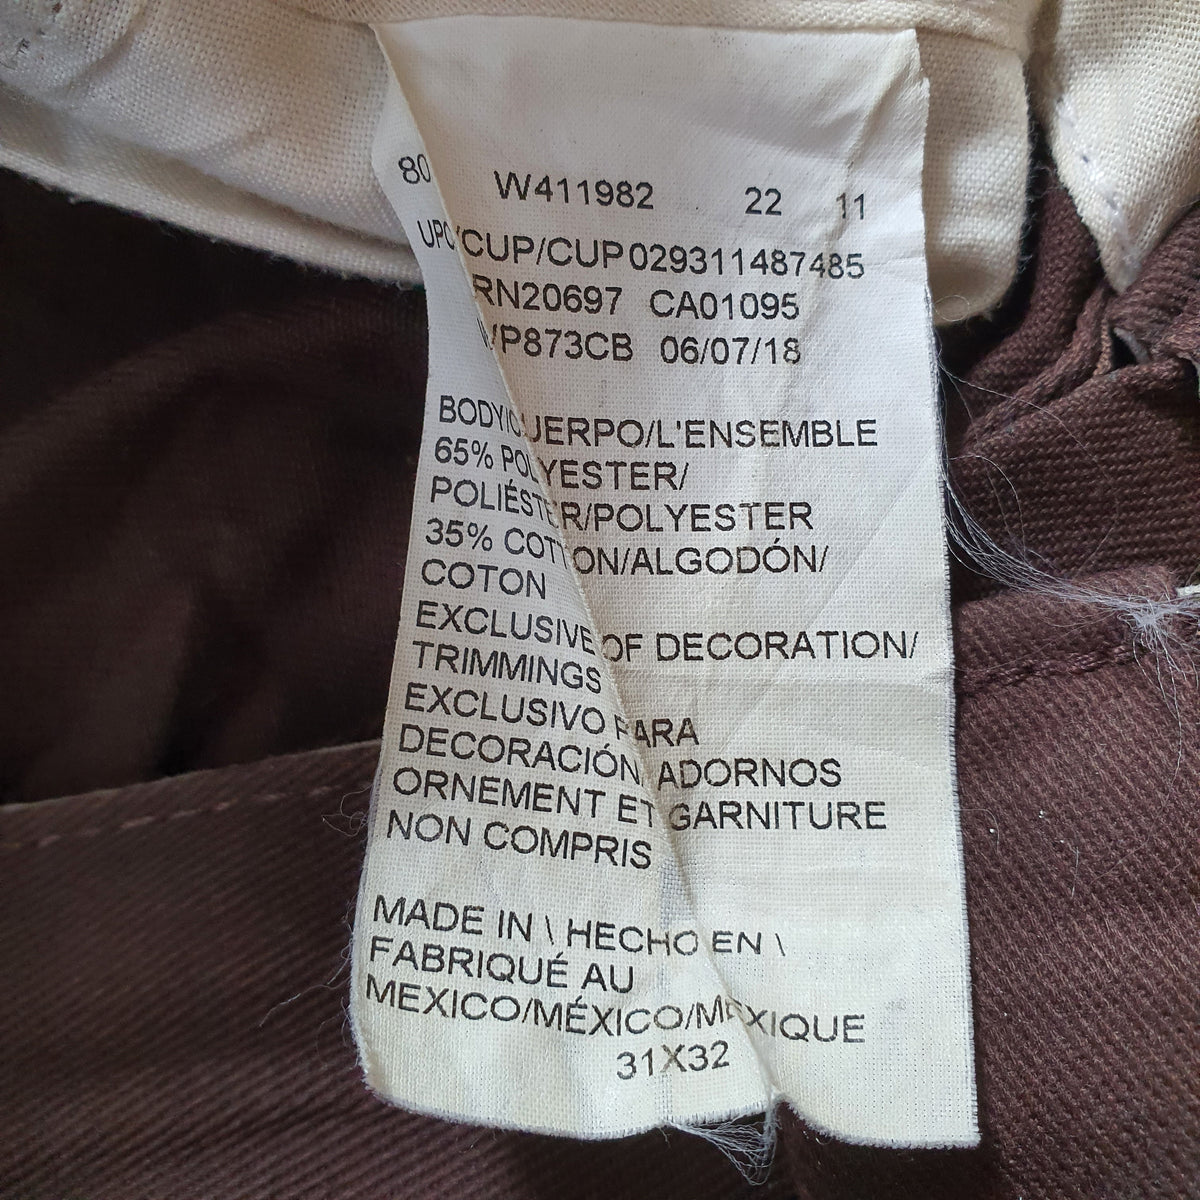 80 W411982 22 11
UPC/CUP/CUP029311487485
RN20697 CA01095
/P873CB 06/07/18
BODY/CUERPO/L'ENSEMBLE
65% POLYESTER/
POLIÉSTER/POLYESTER
35% COTTON/ALGODÓN/
COTON
EXCLUSIVE OF DECORATION/
TRIMMINGS
EXCLUSIVO PARA
DECORACIÓN ADORNOS
ORNEMENT ET GARNITURE
NON COMPRIS
MADE IN \ HECHO EN \
FABRIQUÉ AU
MEXICO/MÉXICO/MEXIQUE
31X32